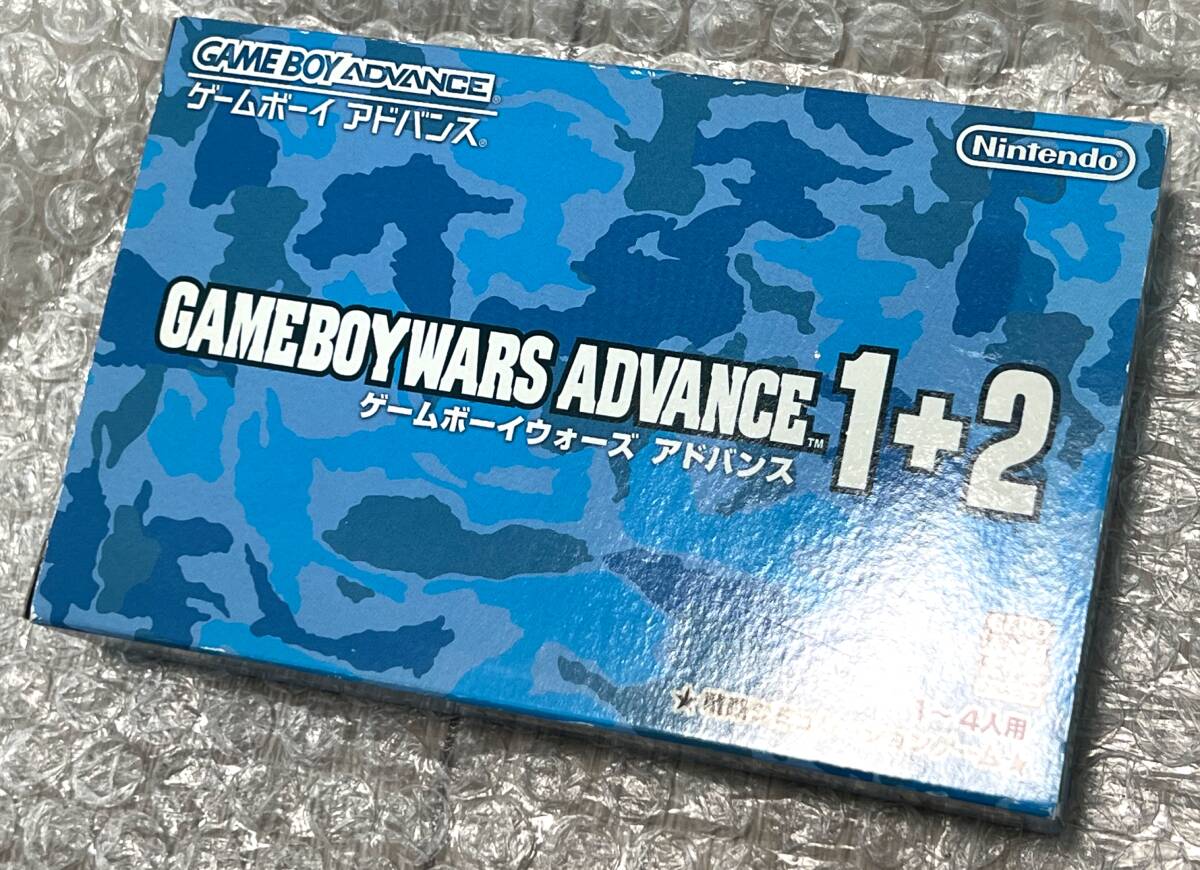 GAME BOY ADVANCE
ゲームボーイ アドバンス
Nintendo
GAMEBOYWARS ADVANCE™ 1+2
ゲームボーイウォーズ アドバンス
1〜4人用